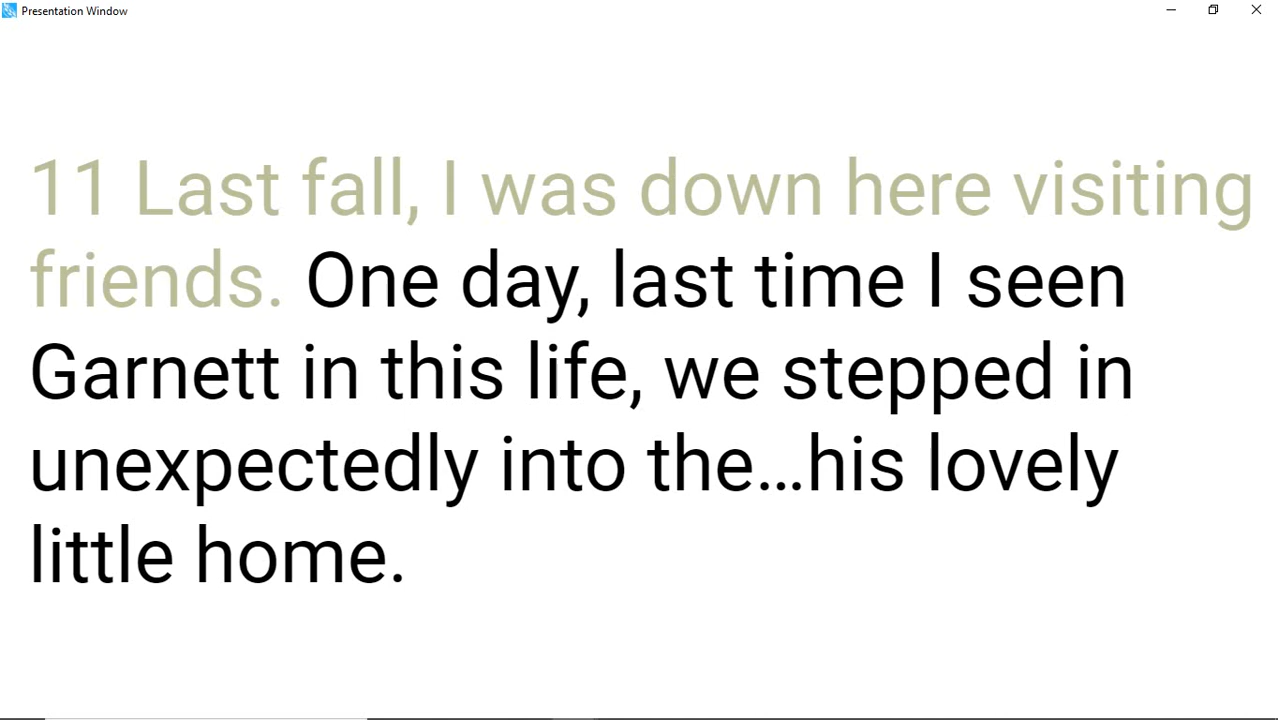 Presentation Window
11 Last fall, I was down here visiting
friends. One day, last time I seen
Garnett in this life, we stepped in
unexpectedly into the...his lovely
little home.